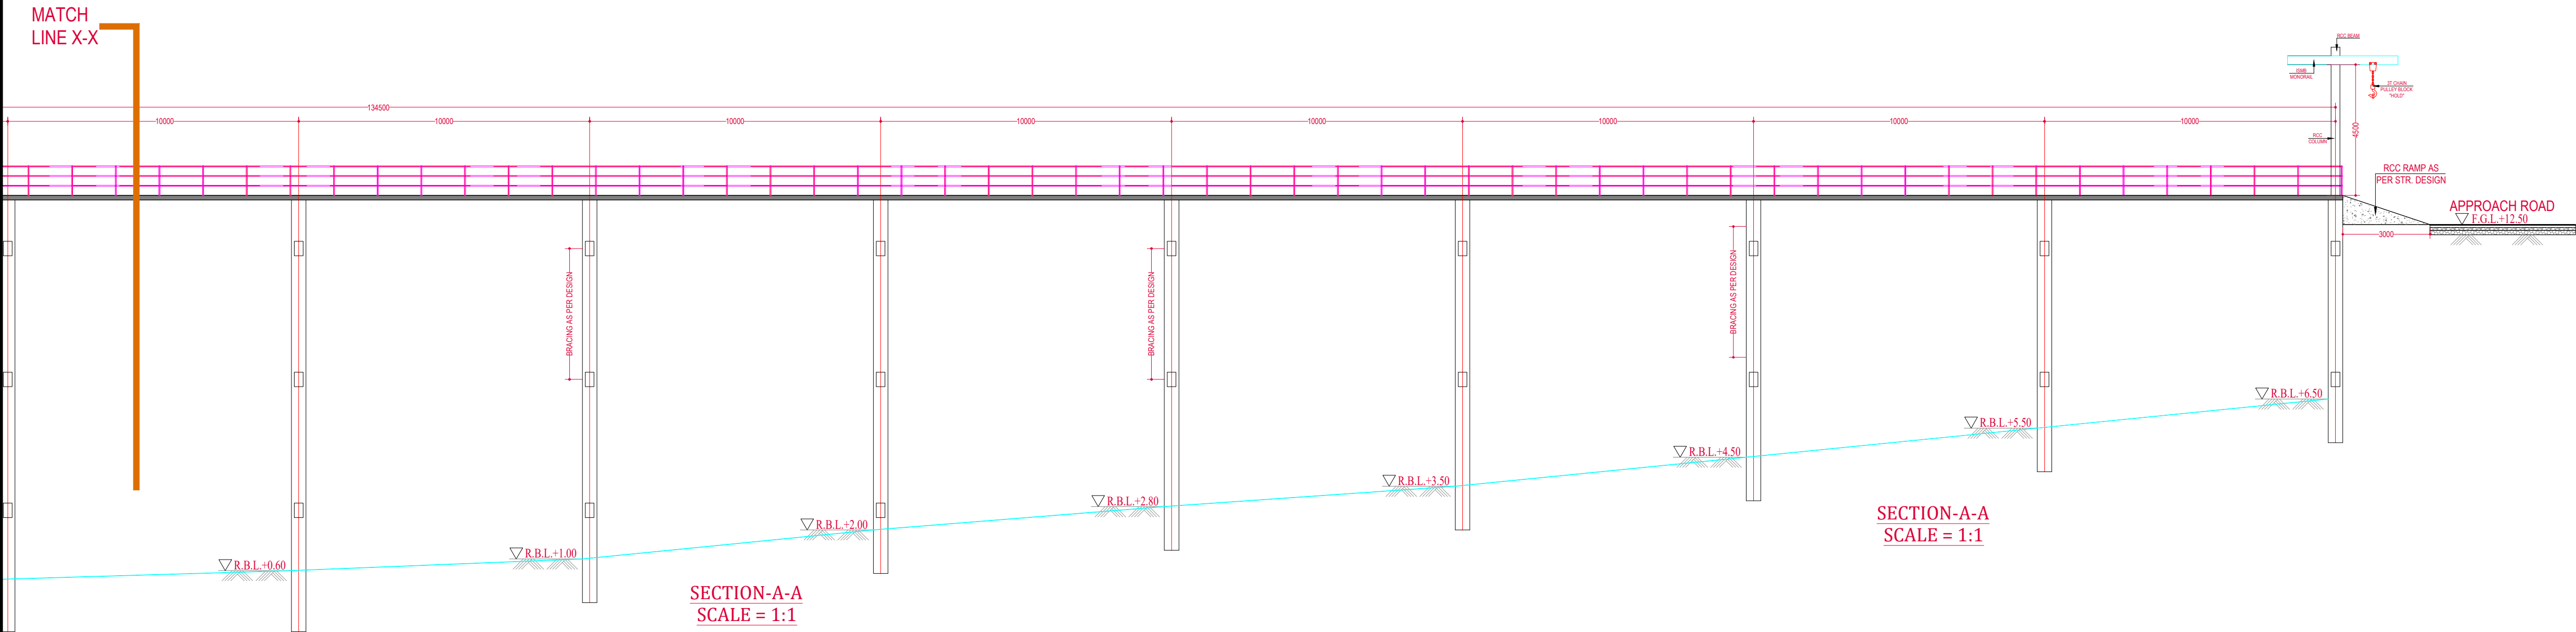 MATCH
LINE X-X
RCC BEAM
ISMB
MONORAIL
3T CHAIN
PULLEY BLOCK
"HOLD"
134500
10000
10000
10000
10000
10000
10000
10000
10000
4500
RCC
COLUMN
RCC RAMP AS
PER STR. DESIGN
APPROACH ROAD
F.G.L.+12.50
3000
BRACING AS PER DESIGN
BRACING AS PER DESIGN
BRACING AS PER DESIGN
R.B.L.+6.50
R.B.L.+5.50
R.B.L.+4.50
R.B.L.+3.50
R.B.L.+2.80
R.B.L.+2.00
R.B.L.+1.00
R.B.L.+0.60
SECTION-A-A
SCALE = 1:1
SECTION-A-A
SCALE = 1:1